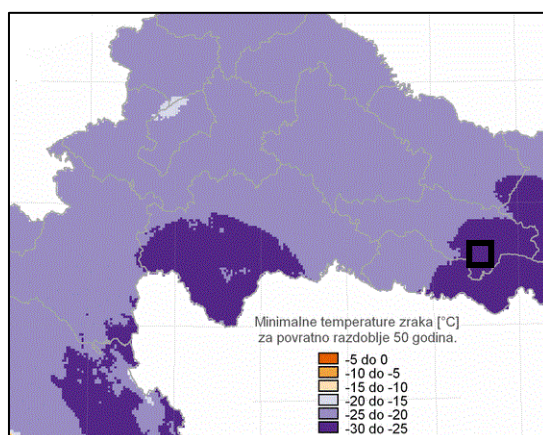 Minimalne temperature zraka [°C]
za povratno razdoblje 50 godina.
-5 do 0
-10 do -5
-15 do -10
-20 do -15
-25 do -20
-30 do -25